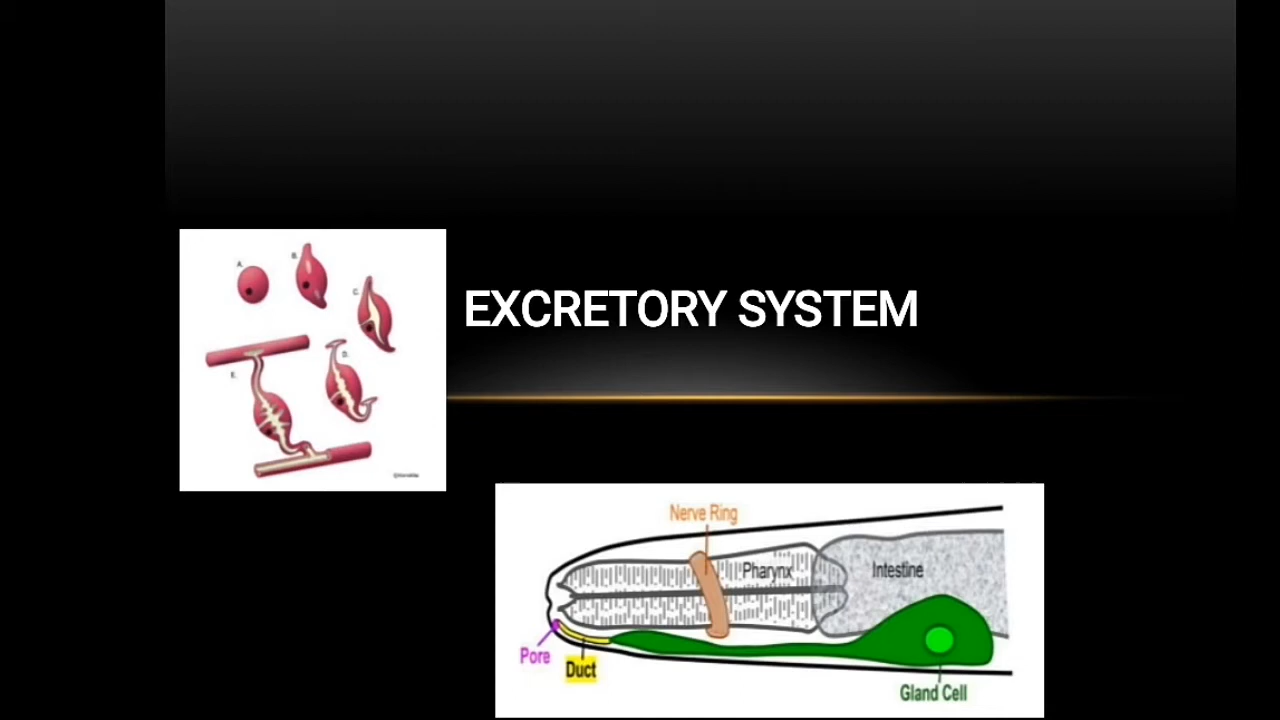 A.
B.
C.
EXCRETORY SYSTEM
D.
E.
Nerve Ring
Pharynx
Intestine
Pore
Duct
Gland Cell